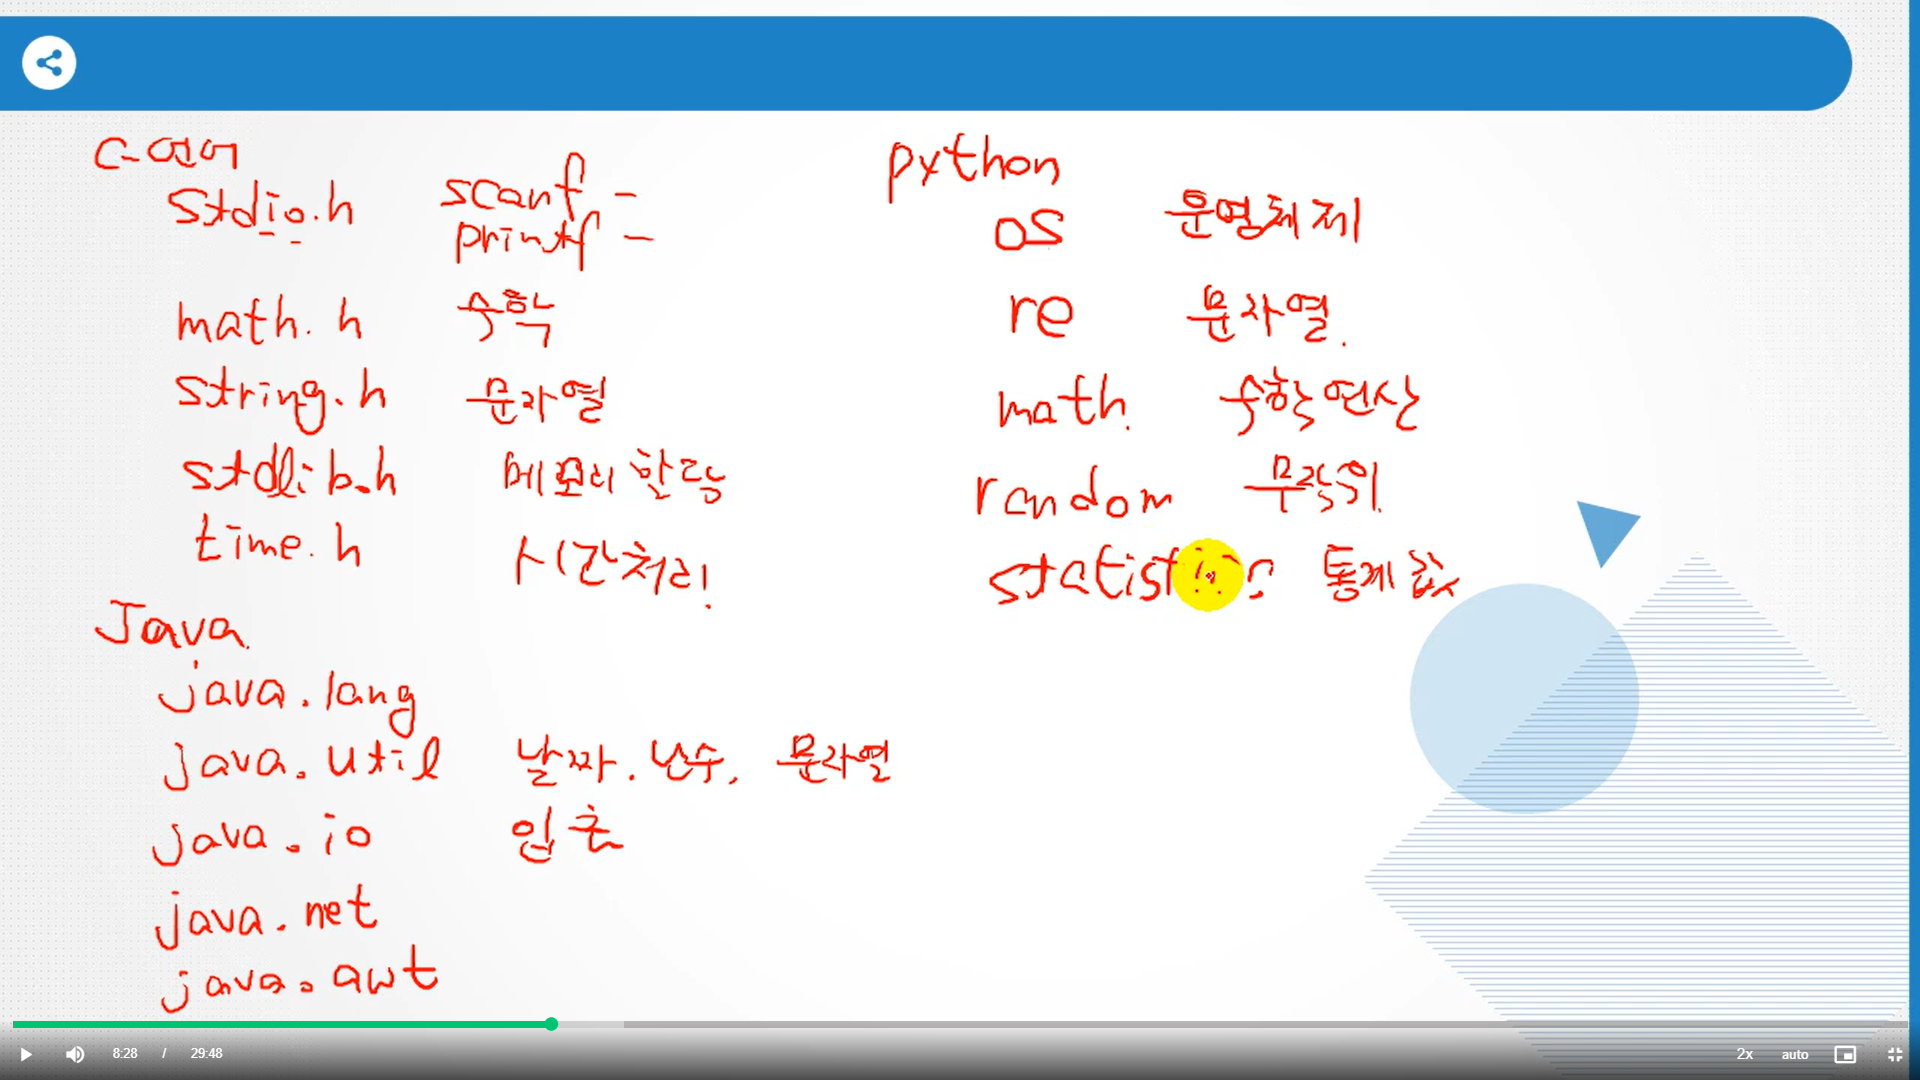 C-언어
stdio.h scanf -
printf -
math.h 수학
string.h 문자열
stdlib.h 메모리 할당
time.h 시간처리!
Java
java.lang
java.util 날짜. 난수, 문자열
java.io 입출
java.net
java.awt
python
os 운영체제
re 문자열.
math. 수학 연산
random 무작위
통계 값
8:28 / 29:48
2x auto